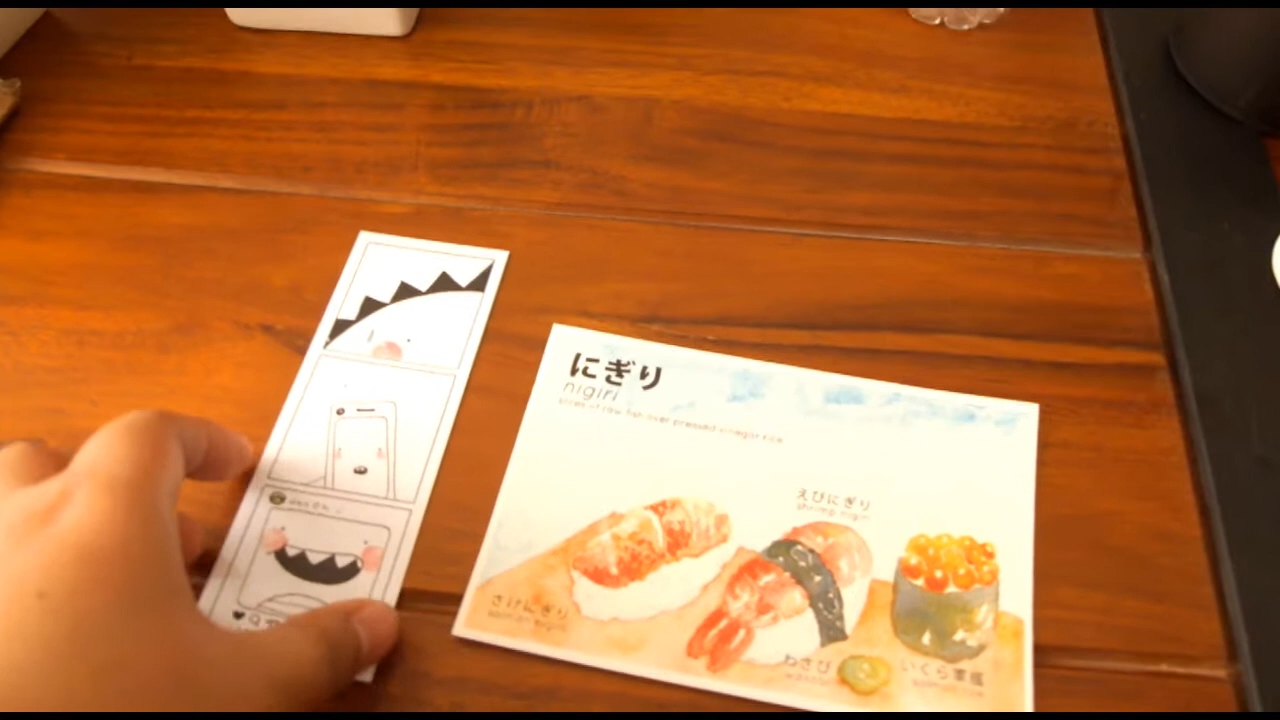 にぎり
nigiri
slices of raw fish over pressed vinegar rice
えびにぎり
shrimp nigiri
さけにぎり
salmon nigiri
わさび
wasabi
いくら軍艦